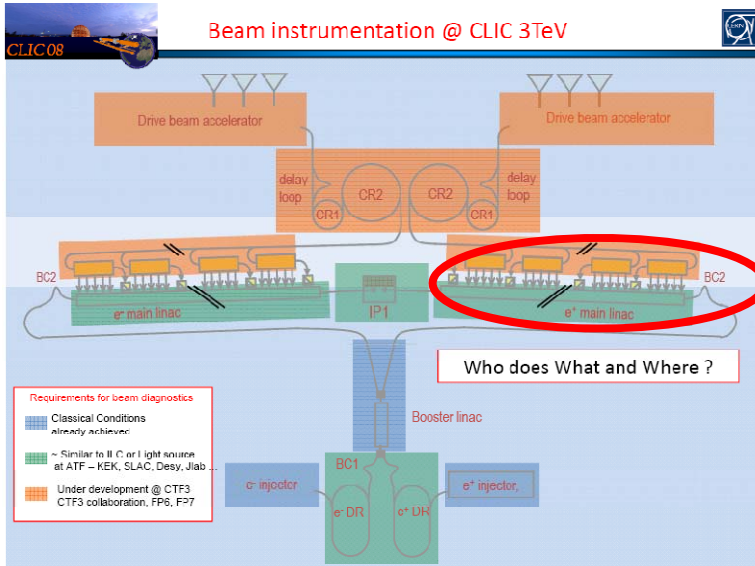 CLIC 08
Beam instrumentation @ CLIC 3TeV
CERN
Drive beam accelerator
Drive beam accelerator
delay
loop
CR2
CR2
delay
loop
CR1
CR1
BC2
BC2
e- main linac
IP1
e+ main linac
Who does What and Where ?
Requirements for beam diagnostics
Classical Conditions
already achieved
~ Similar to ILC or Light source
at ATF – KEK, SLAC, Desy, Jlab ...
Under development @ CTF3
CTF3 collaboration, FP6, FP7
Booster linac
BC1
e- injector
e+ injector,
e- DR
e+ DR